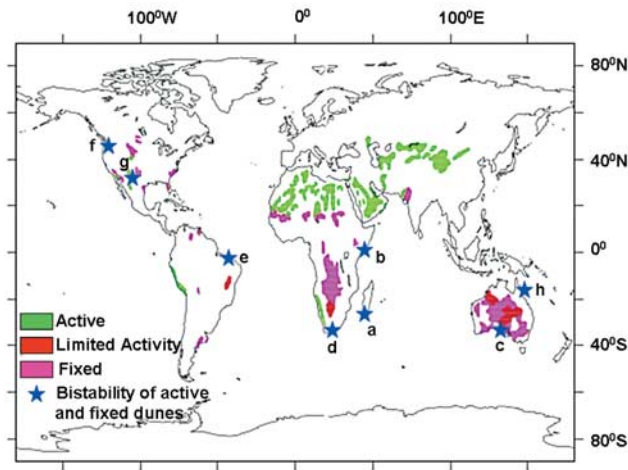 100⁰W 0⁰ 100⁰E
80⁰N
f
g
40⁰N
e
b
0⁰
h
a
d
c
40⁰S
80⁰S
Active
Limited Activity
Fixed
Bistability of active
and fixed dunes